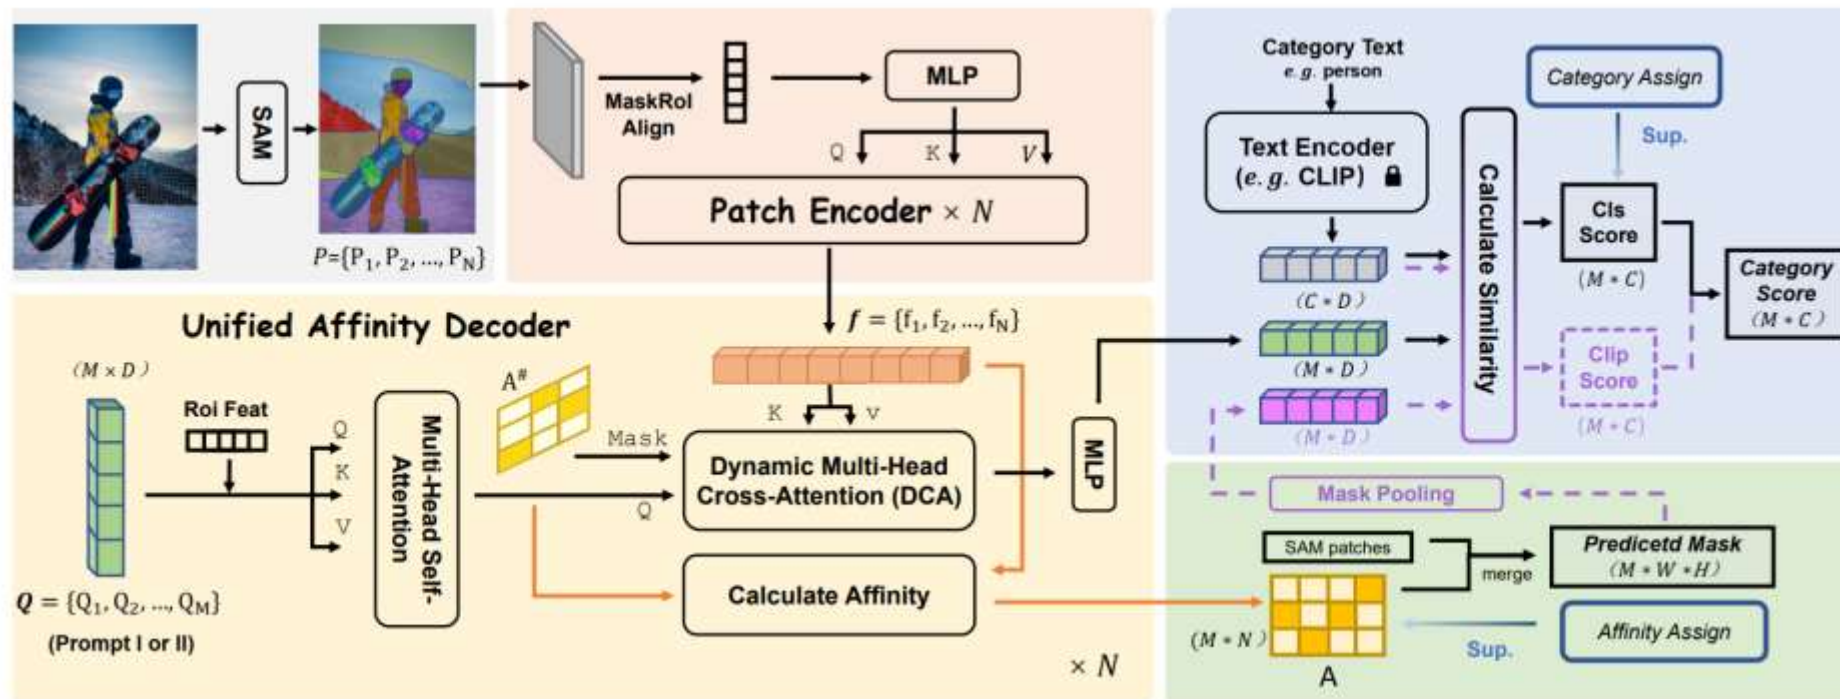 SAM
P={P₁, P₂, ..., P_N}
MaskRoI
Align
MLP
Q
K
V
Patch Encoder × N
Unified Affinity Decoder
(M × D)
Roi Feat
Q
K
V
Multi-Head Self-
Attention
A#
Mask
Q
f = {f₁, f₂, ..., f_N}
K
v
Dynamic Multi-Head
Cross-Attention (DCA)
Calculate Affinity
MLP
Q = {Q₁, Q₂, ..., Q_M}
(Prompt I or II)
× N
Category Text
e.g. person
Text Encoder
(e.g. CLIP)
(C * D)
(M * D)
(M * D)
Calculate Similarity
Category Assign
Sup.
Cls
Score
(M * C)
Clip
Score
(M * C)
Category
Score
(M * C)
Mask Pooling
SAM patches
merge
Predicetd Mask
(M * W * H)
(M * N)
A
Sup.
Affinity Assign